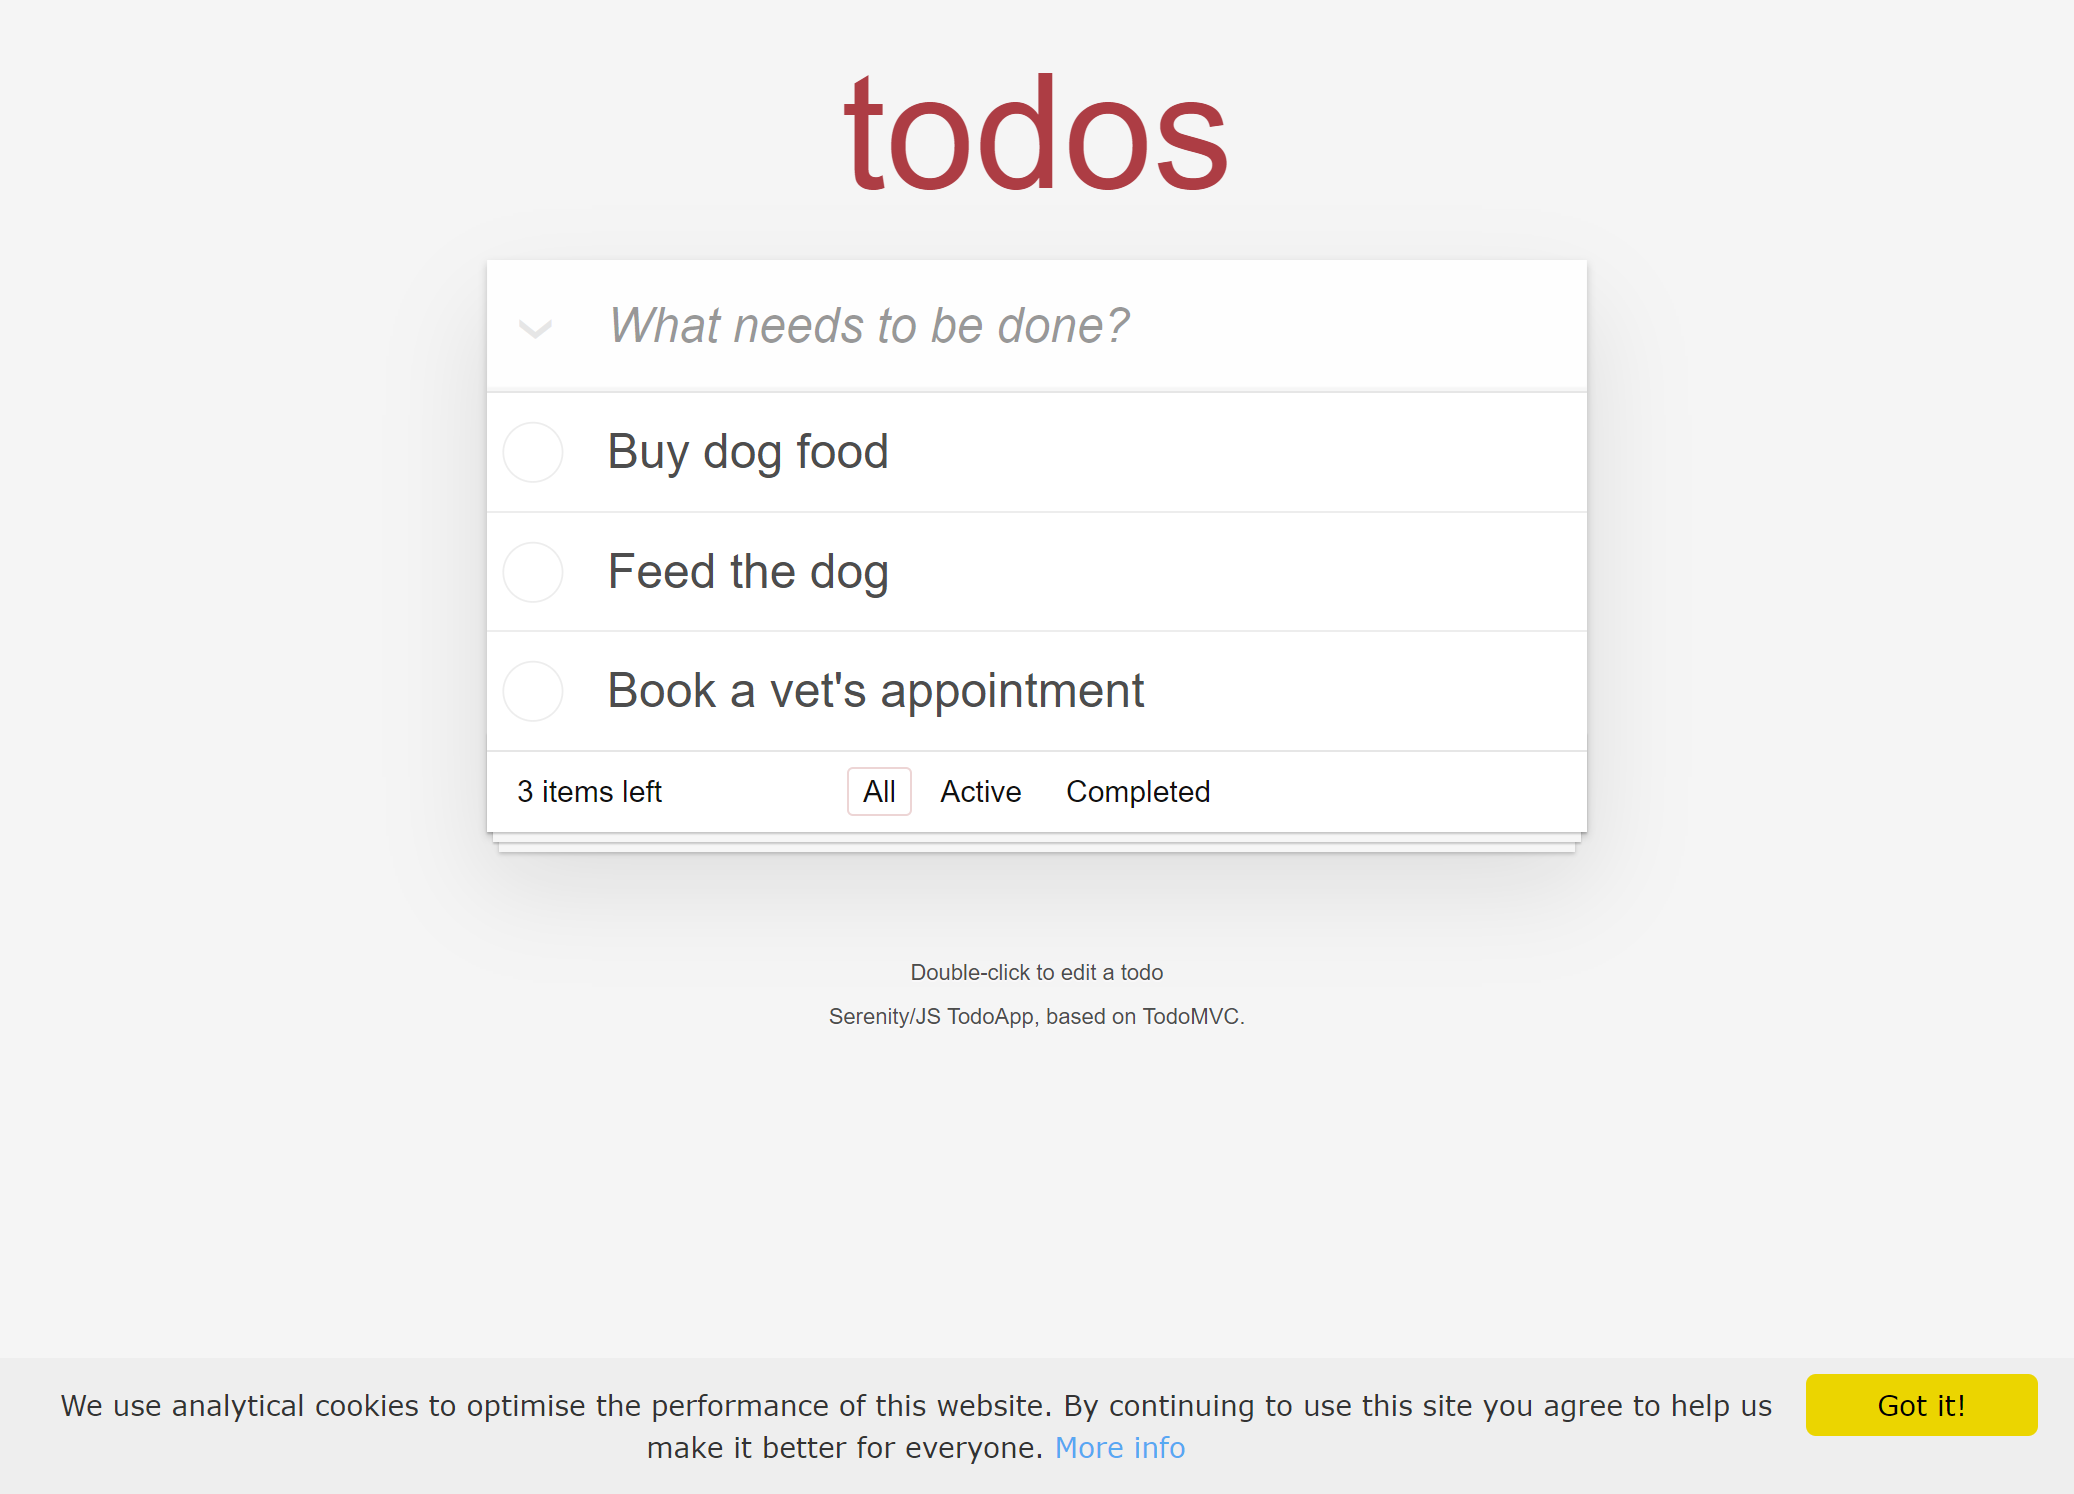 todos
What needs to be done?
Buy dog food
Feed the dog
Book a vet's appointment
3 items left All Active Completed
Double-click to edit a todo
Serenity/JS TodoApp, based on TodoMVC.
We use analytical cookies to optimise the performance of this website. By continuing to use this site you agree to help us
make it better for everyone. More info
Got it!